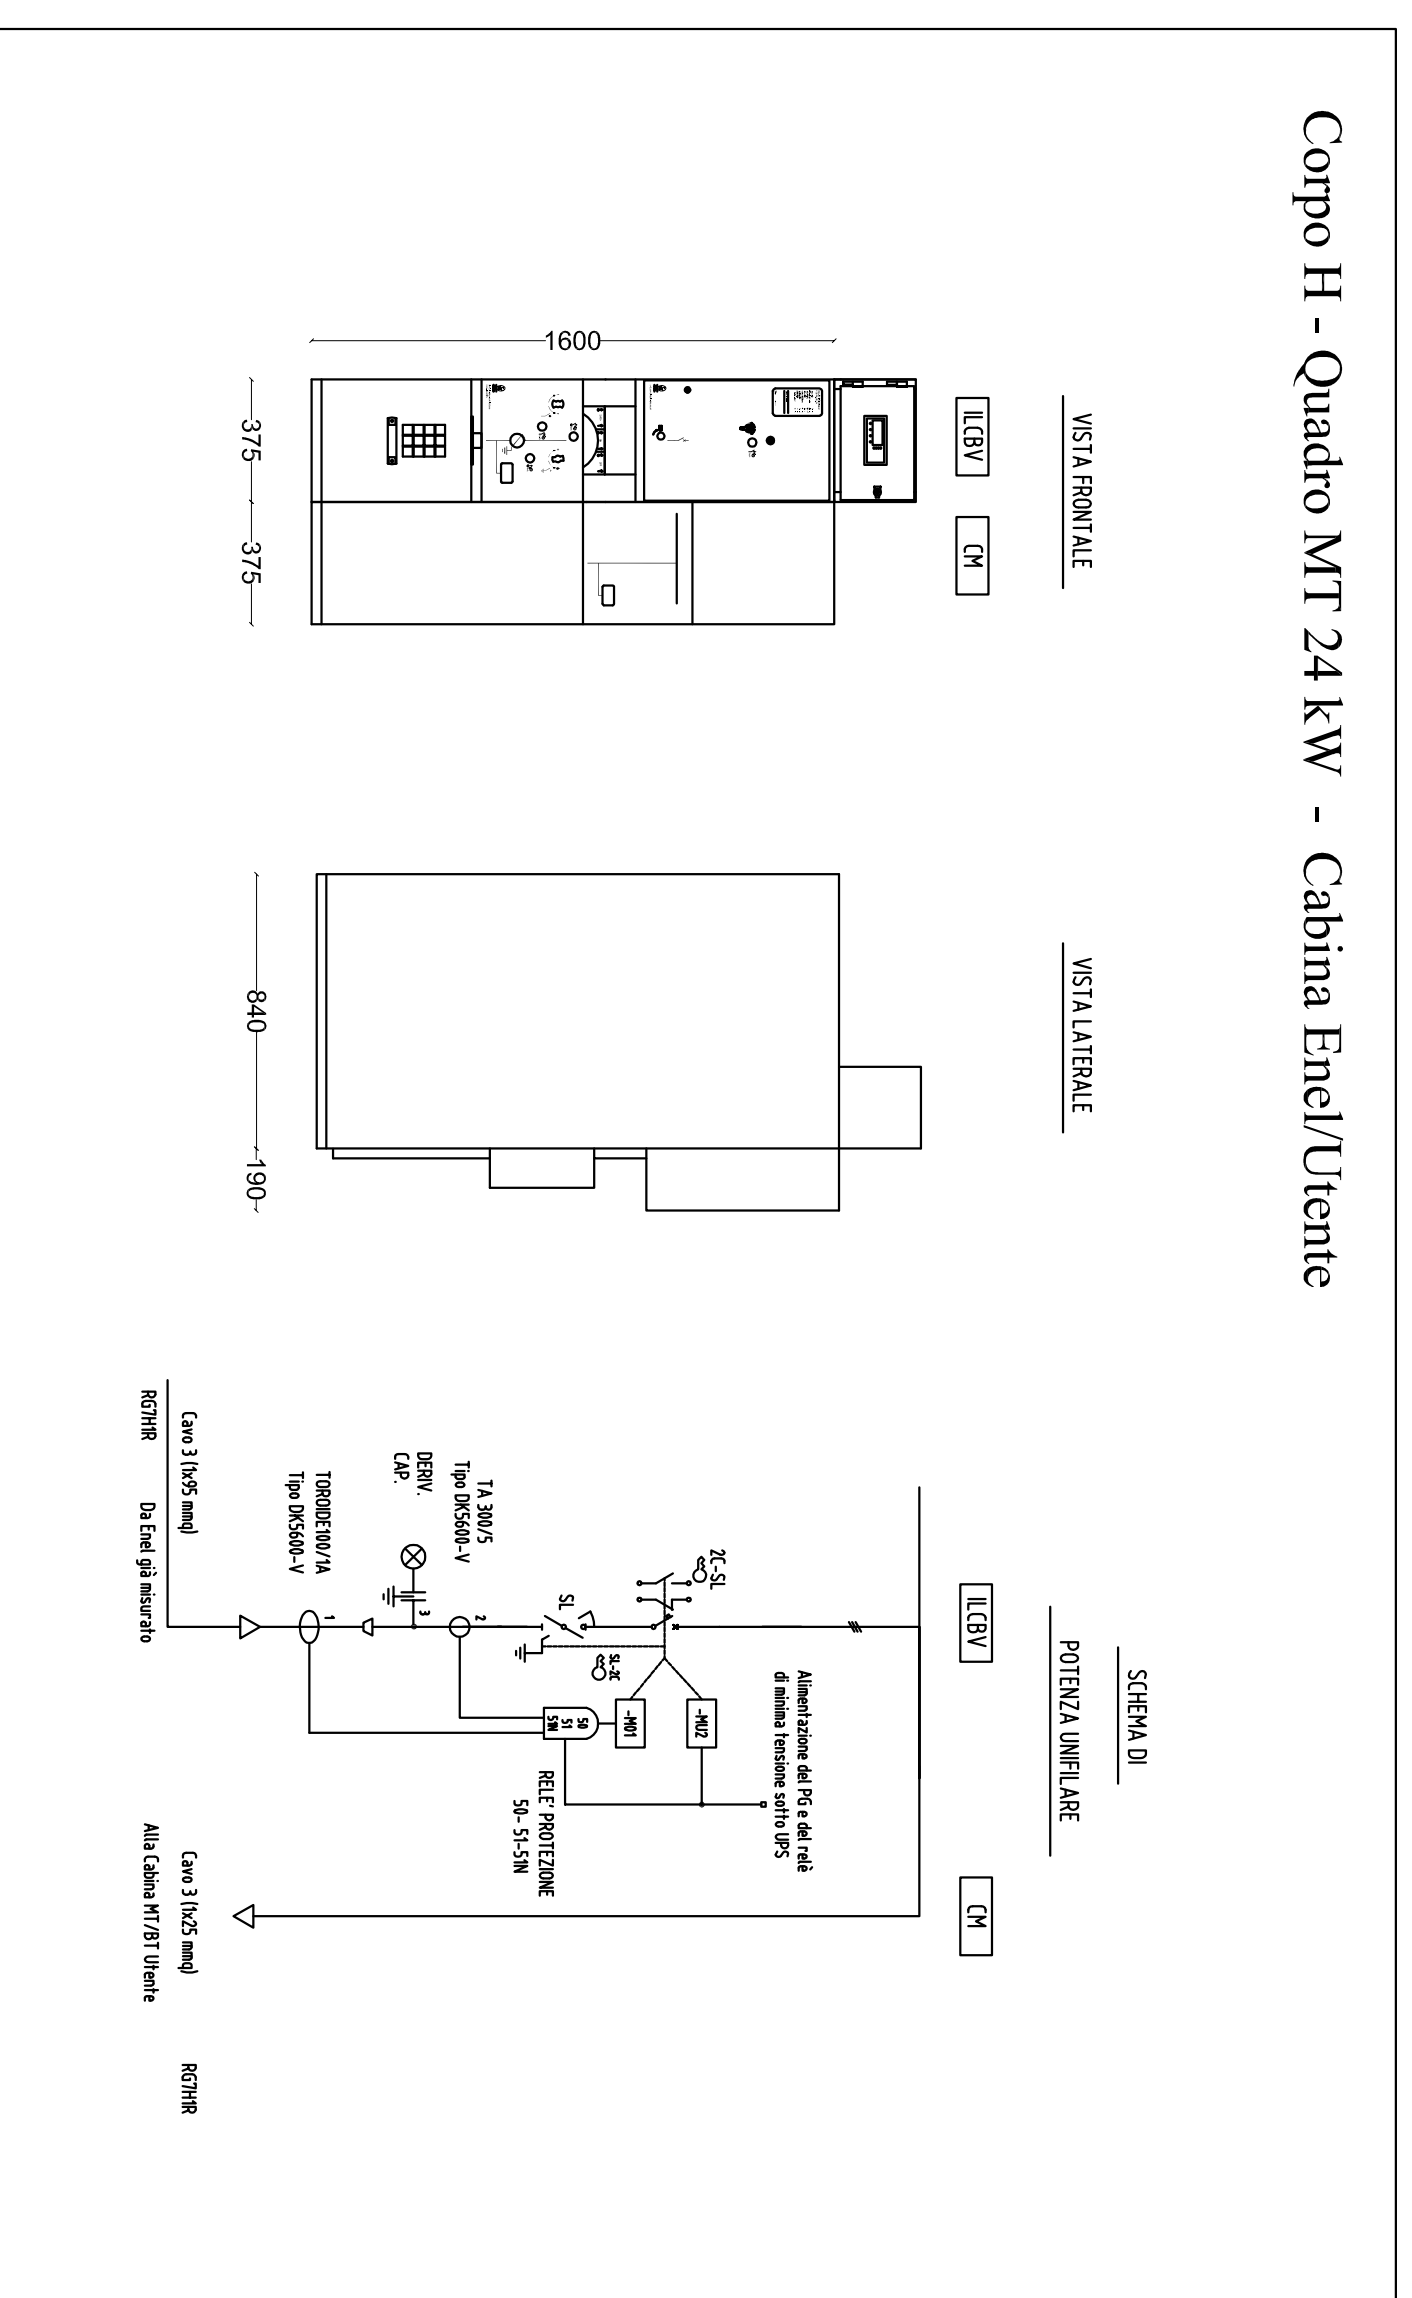 Corpo H - Quadro MT 24 kW - Cabina Enel/Utente
VISTA FRONTALE
ILCBV
CM
1600
375
375
VISTA LATERALE
840
190
SCHEMA DI
POTENZA UNIFILARE
ILCBV
CM
Alimentazione del PG e del relè
di minima tensione sotto UPS
2C-SL
-MU2
-MO1
SL-2C
SL
50
51
51N
RELE' PROTEZIONE
50- 51-51N
TA 300/5
Tipo DK5600-V
2
DERIV.
CAP.
3
TOROIDE100/1A
Tipo DK5600-V
1
Cavo 3 (1x95 mmq)
RG7H1R
Da Enel già misurato
Cavo 3 (1x25 mmq)
RG7H1R
Alla Cabina MT/BT Utente